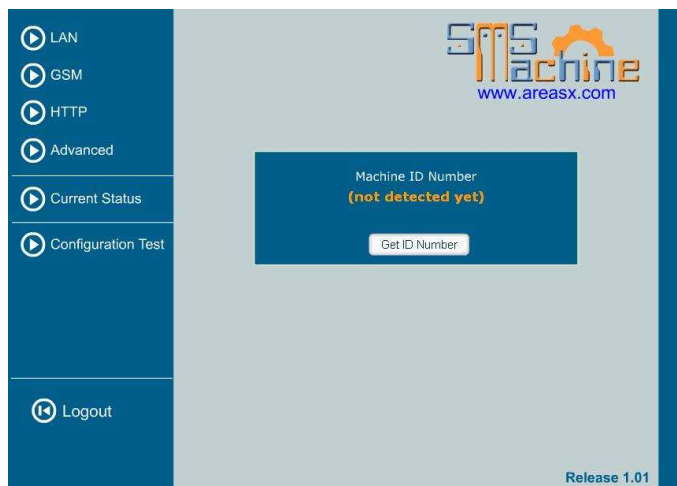 LAN
GSM
HTTP
Advanced
Current Status
Configuration Test
Logout
SMS
Machine
www.areasx.com
Machine ID Number
(not detected yet)
Get ID Number
Release 1.01